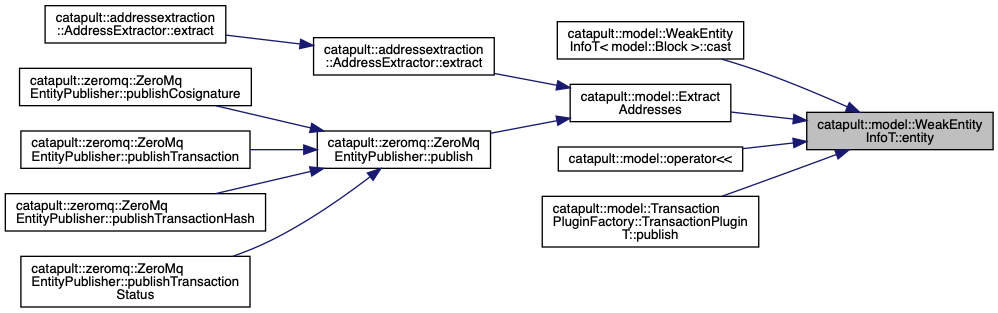 catapult::addressextraction
::AddressExtractor::extract
catapult::zeromq::ZeroMq
EntityPublisher::publishCosignature
catapult::zeromq::ZeroMq
EntityPublisher::publishTransaction
catapult::zeromq::ZeroMq
EntityPublisher::publishTransactionHash
catapult::zeromq::ZeroMq
EntityPublisher::publishTransaction
Status
catapult::addressextraction
::AddressExtractor::extract
catapult::zeromq::ZeroMq
EntityPublisher::publish
catapult::model::WeakEntity
InfoT< model::Block >::cast
catapult::model::Extract
Addresses
catapult::model::operator<<
catapult::model::Transaction
PluginFactory::TransactionPlugin
T::publish
catapult::model::WeakEntity
InfoT::entity